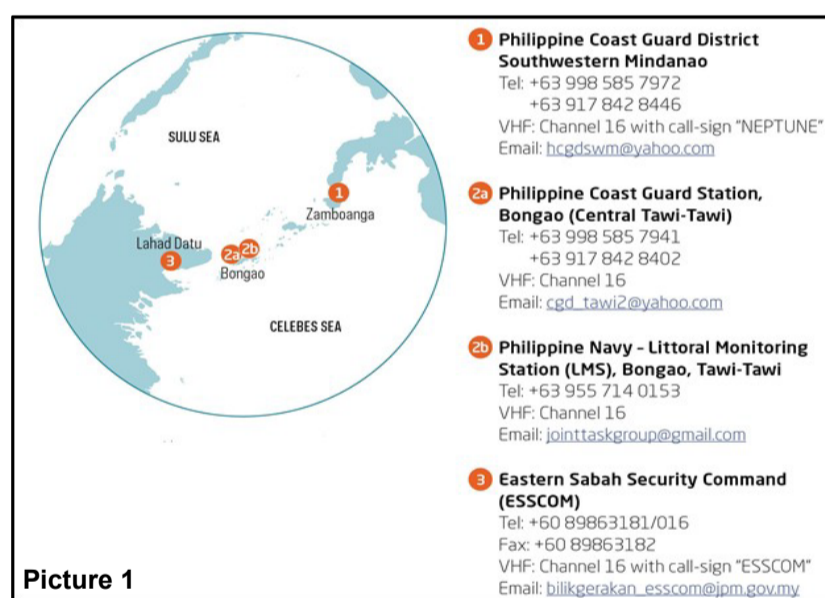 SULU SEA
1
Zamboanga
Lahad Datu
3
2a
2b
Bongao
CELEBES SEA
Picture 1
1 Philippine Coast Guard District
Southwestern Mindanao
Tel: +63 998 585 7972
+63 917 842 8446
VHF: Channel 16 with call-sign "NEPTUNE"
Email: hcgdswm@yahoo.com
2a Philippine Coast Guard Station,
Bongao (Central Tawi-Tawi)
Tel: +63 998 585 7941
+63 917 842 8402
VHF: Channel 16
Email: cgd_tawi2@yahoo.com
2b Philippine Navy – Littoral Monitoring
Station (LMS), Bongao, Tawi-Tawi
Tel: +63 955 714 0153
VHF: Channel 16
Email: jointtaskgroup@gmail.com
3 Eastern Sabah Security Command
(ESSCOM)
Tel: +60 89863181/016
Fax: +60 89863182
VHF: Channel 16 with call-sign "ESSCOM"
Email: bilikgerakan_esscom@jpm.gov.my